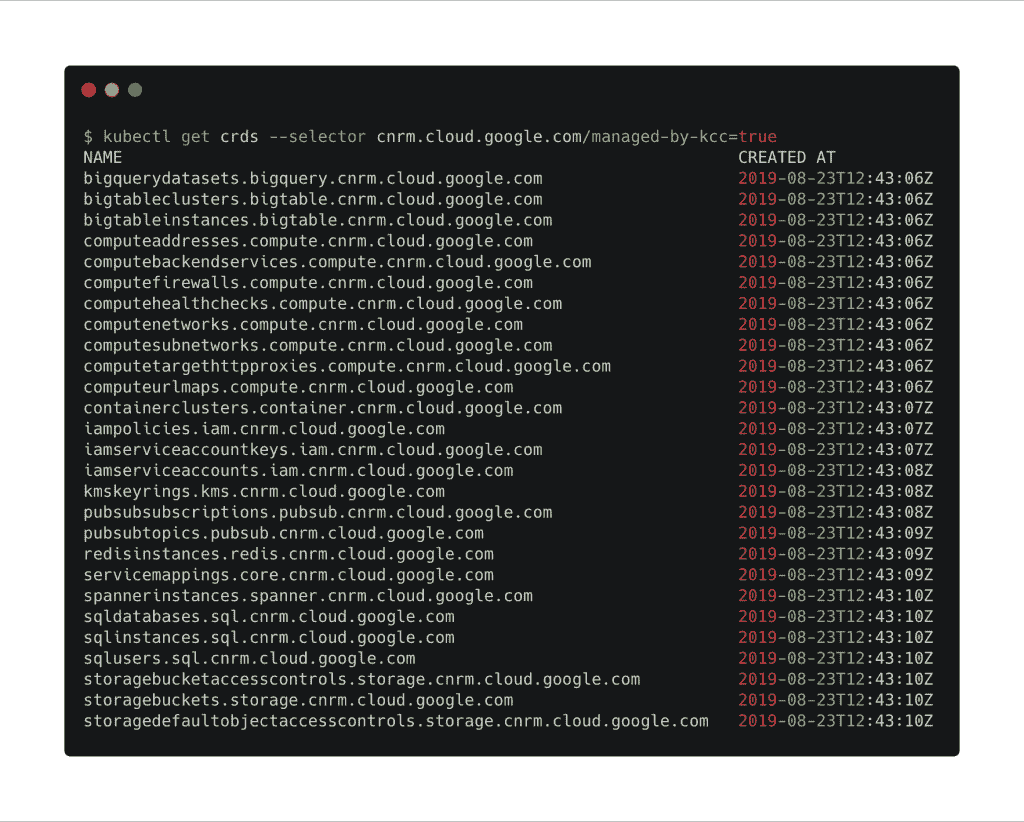 $ kubectl get crds --selector cnrm.cloud.google.com/managed-by-kcc=true
NAME CREATED AT
bigquerydatasets.bigquery.cnrm.cloud.google.com 2019-08-23T12:43:06Z
bigtableclusters.bigtable.cnrm.cloud.google.com 2019-08-23T12:43:06Z
bigtableinstances.bigtable.cnrm.cloud.google.com 2019-08-23T12:43:06Z
computeaddresses.compute.cnrm.cloud.google.com 2019-08-23T12:43:06Z
computebackendservices.compute.cnrm.cloud.google.com 2019-08-23T12:43:06Z
computefirewalls.compute.cnrm.cloud.google.com 2019-08-23T12:43:06Z
computehealthchecks.compute.cnrm.cloud.google.com 2019-08-23T12:43:06Z
computenetworks.compute.cnrm.cloud.google.com 2019-08-23T12:43:06Z
computesubnetworks.compute.cnrm.cloud.google.com 2019-08-23T12:43:06Z
computetargethttpproxies.compute.cnrm.cloud.google.com 2019-08-23T12:43:06Z
computeurlmaps.compute.cnrm.cloud.google.com 2019-08-23T12:43:06Z
containerclusters.container.cnrm.cloud.google.com 2019-08-23T12:43:07Z
iampolicies.iam.cnrm.cloud.google.com 2019-08-23T12:43:07Z
iamserviceaccountkeys.iam.cnrm.cloud.google.com 2019-08-23T12:43:07Z
iamserviceaccounts.iam.cnrm.cloud.google.com 2019-08-23T12:43:08Z
kmskeyrings.kms.cnrm.cloud.google.com 2019-08-23T12:43:08Z
pubsubsubscriptions.pubsub.cnrm.cloud.google.com 2019-08-23T12:43:08Z
pubsubtopics.pubsub.cnrm.cloud.google.com 2019-08-23T12:43:09Z
redisinstances.redis.cnrm.cloud.google.com 2019-08-23T12:43:09Z
servicemappings.core.cnrm.cloud.google.com 2019-08-23T12:43:09Z
spannerinstances.spanner.cnrm.cloud.google.com 2019-08-23T12:43:10Z
sqldatabases.sql.cnrm.cloud.google.com 2019-08-23T12:43:10Z
sqlinstances.sql.cnrm.cloud.google.com 2019-08-23T12:43:10Z
sqlusers.sql.cnrm.cloud.google.com 2019-08-23T12:43:10Z
storagebucketaccesscontrols.storage.cnrm.cloud.google.com 2019-08-23T12:43:10Z
storagebuckets.storage.cnrm.cloud.google.com 2019-08-23T12:43:10Z
storagedefaultobjectaccesscontrols.storage.cnrm.cloud.google.com 2019-08-23T12:43:10Z